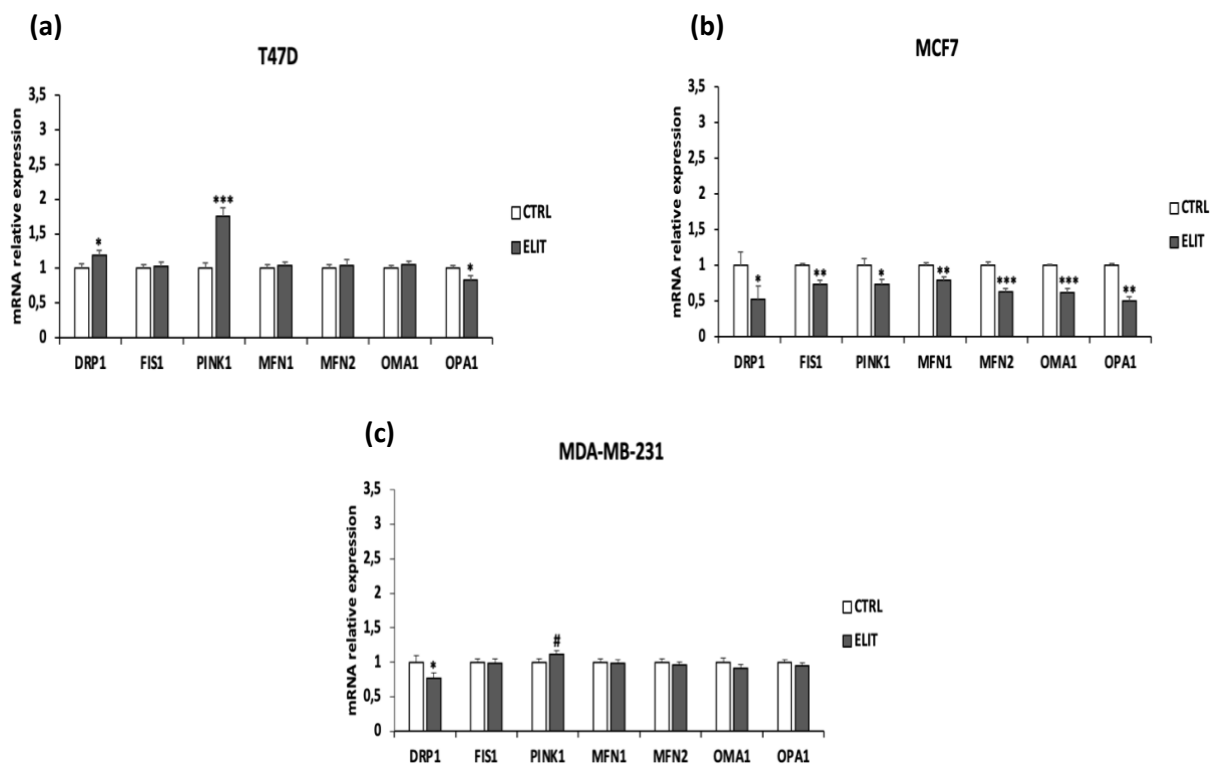 (a)
T47D
mRNA relative expression
3,5
3
2,5
2
1,5
1
0,5
0
*
***
*
DRP1 FIS1 PINK1 MFN1 MFN2 OMA1 OPA1
CTRL
ELIT
(b)
MCF7
mRNA relative expression
3,5
3
2,5
2
1,5
1
0,5
0
*
**
*
**
***
***
**
DRP1 FIS1 PINK1 MFN1 MFN2 OMA1 OPA1
CTRL
ELIT
(c)
MDA-MB-231
mRNA relative expression
3,5
3
2,5
2
1,5
1
0,5
0
*
#
DRP1 FIS1 PINK1 MFN1 MFN2 OMA1 OPA1
CTRL
ELIT